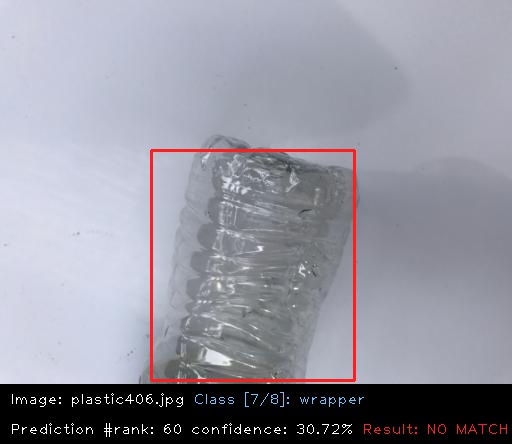 Image: plastic406.jpg Class [7/8]: wrapper
Prediction #rank: 60 confidence: 30.72% Result: NO MATCH